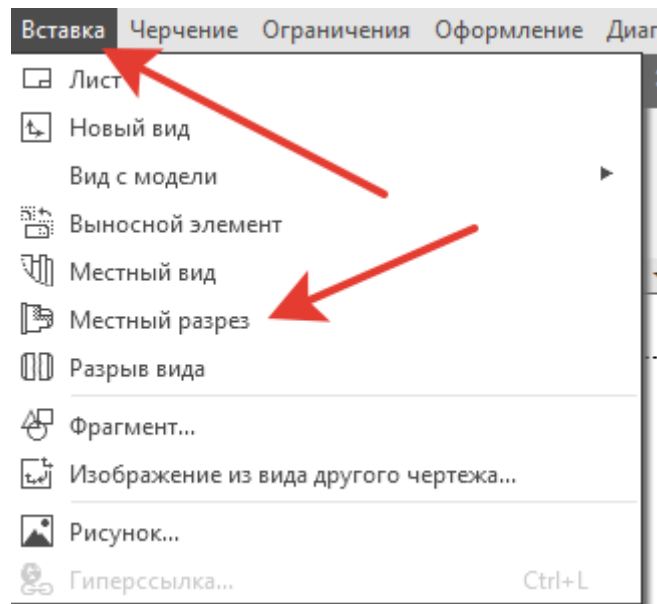 Вставка Черчение Ограничения Оформление
Лист
Новый вид
Вид с модели
Выносной элемент
Местный вид
Местный разрез
Разрыв вида
Фрагмент...
Изображение из вида другого чертежа...
Рисунок...
Гиперссылка... Ctrl+L